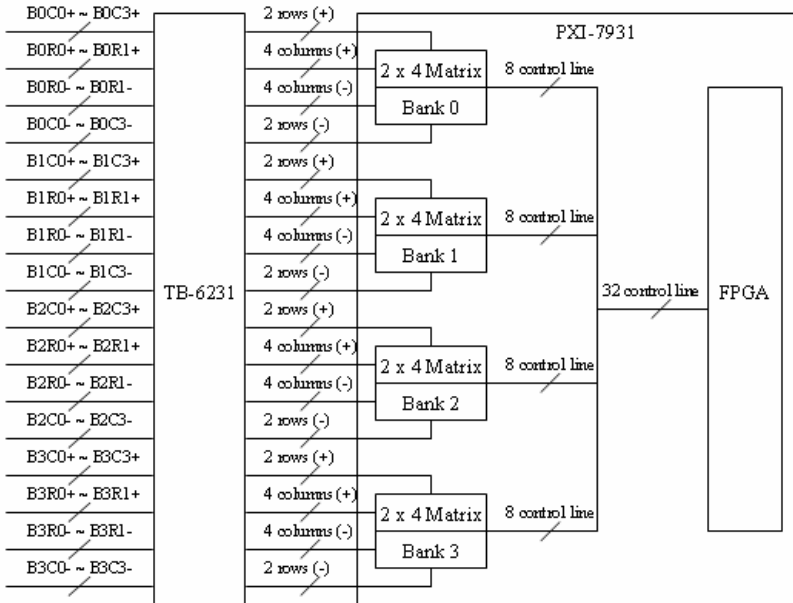 B0C0+ ~ B0C3+
B0R0+ ~ B0R1+
B0R0- ~ B0R1-
B0C0- ~ B0C3-
B1C0+ ~ B1C3+
B1R0+ ~ B1R1+
B1R0- ~ B1R1-
B1C0- ~ B1C3-
B2C0+ ~ B2C3+
B2R0+ ~ B2R1+
B2R0- ~ B2R1-
B2C0- ~ B2C3-
B3C0+ ~ B3C3+
B3R0+ ~ B3R1+
B3R0- ~ B3R1-
B3C0- ~ B3C3-
TB-6231
2 rows (+)
4 columns (+)
4 columns (-)
2 rows (-)
2 rows (+)
4 columns (+)
4 columns (-)
2 rows (-)
2 rows (+)
4 columns (+)
4 columns (-)
2 rows (-)
2 rows (+)
4 columns (+)
4 columns (-)
2 rows (-)
PXI-7931
2 x 4 Matrix
Bank 0
8 control line
2 x 4 Matrix
Bank 1
8 control line
2 x 4 Matrix
Bank 2
8 control line
2 x 4 Matrix
Bank 3
8 control line
32 control line
FPGA